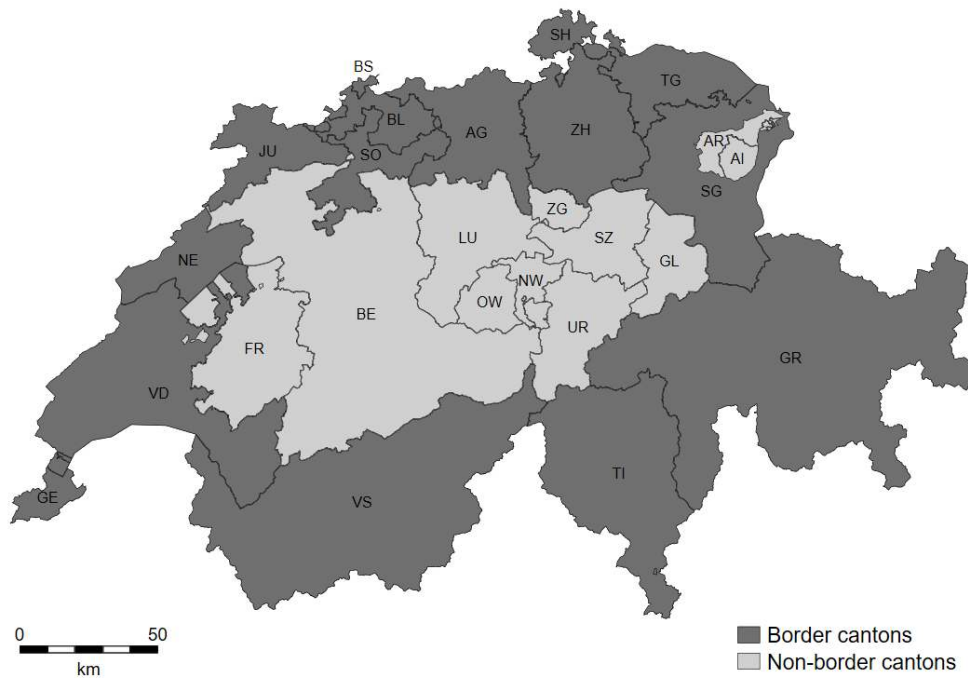 SH
BS
TG
BL
AG
ZH
AR
JU
SO
AI
SG
ZG
LU
SZ
NE
GL
NW
OW
BE
UR
FR
GR
VD
TI
GE
VS
0 50
km
Border cantons
Non-border cantons